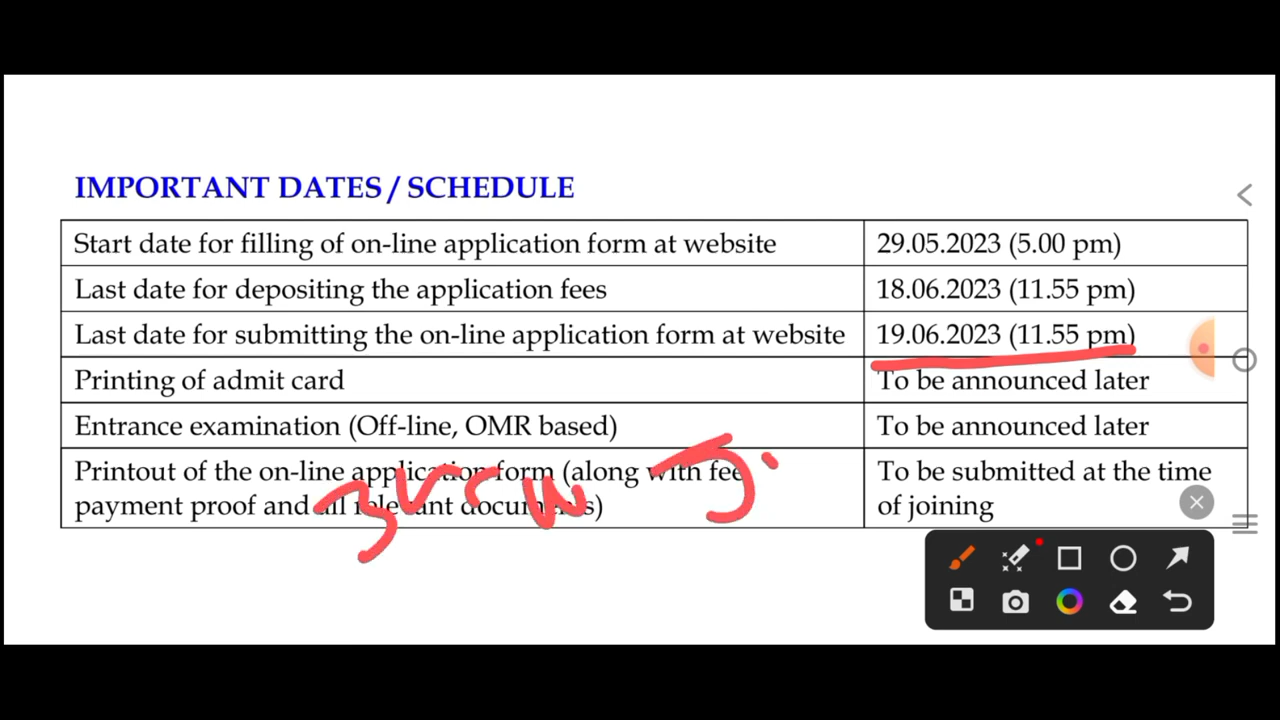 IMPORTANT DATES / SCHEDULE
Start date for filling of on-line application form at website 29.05.2023 (5.00 pm)
Last date for depositing the application fees 18.06.2023 (11.55 pm)
Last date for submitting the on-line application form at website 19.06.2023 (11.55 pm)
Printing of admit card To be announced later
Entrance examination (Off-line, OMR based) To be announced later
Printout of the on-line application form (along with fee To be submitted at the time
payment proof and all relevant documents) of joining